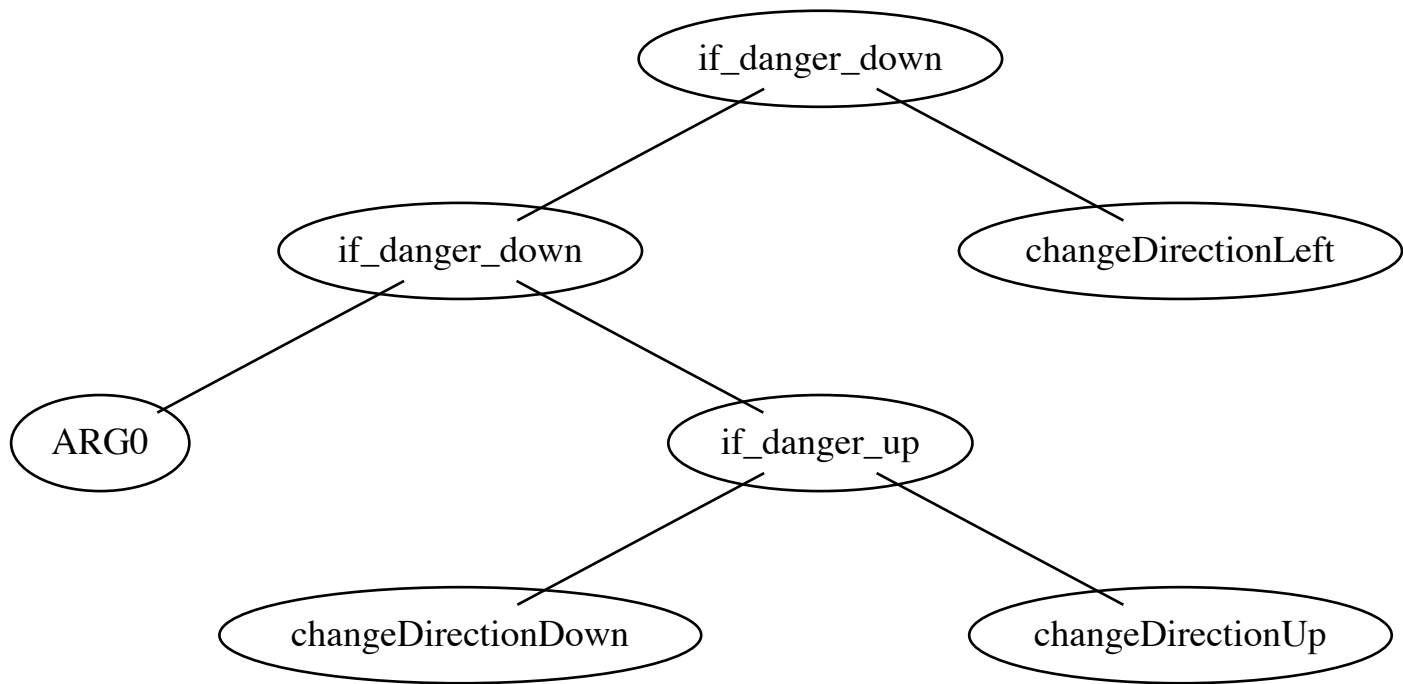 if_danger_down
if_danger_down
changeDirectionLeft
ARG0
if_danger_up
changeDirectionDown
changeDirectionUp